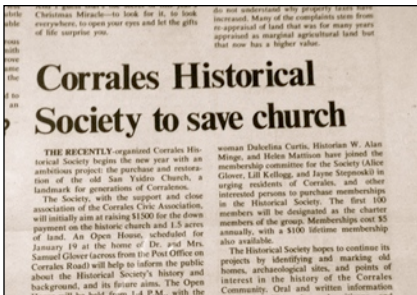 Christmas Miracle—to look for it, to look
everywhere, to open your eyes and let the gifts
of life surprise you.
do not understand why property taxes have
increased. Many of the complaints stem from
re-appraisal of land that was for many years
appraised as marginal agricultural land but
that now has a higher value.
Corrales Historical
Society to save church
THE RECENTLY-organized Corrales His-
torical Society begins the new year with an
ambitious project: the purchase and restora-
tion of the old San Ysidro Church, a
landmark for generations of Corralenos.
The Society, with the support and close
association of the Corrales Civic Association,
will initially aim at raising $1500 for the down
payment on the historic church and 1.5 acres
of land. An Open House, scheduled for
January 19 at the home of Dr. and Mrs.
Samuel Glover (across from the Post Office on
Corrales Road) will help to inform the public
about the Historical Society's history and
background, and its future aims. The Open
will be held from 1-4 P.M. with the
woman Dulcelina Curtis, Historian W. Alan
Minge, and Helen Mattison have joined the
membership committee for the Society (Alice
Glover, Lill Kellogg, and Jayne Stepnoski) in
urging residents of Corrales, and other
interested persons to purchase memberships
in the Historical Society. The first 100
members will be designated as the charter
members of the group. Memberships cost $5
annually, with a $100 lifetime membership
also available.
The Historical Society hopes to continue its
projects by identifying and marking old
homes, archaeological sites, and points of
interest in the history of the Corrales
Community. Oral and written information